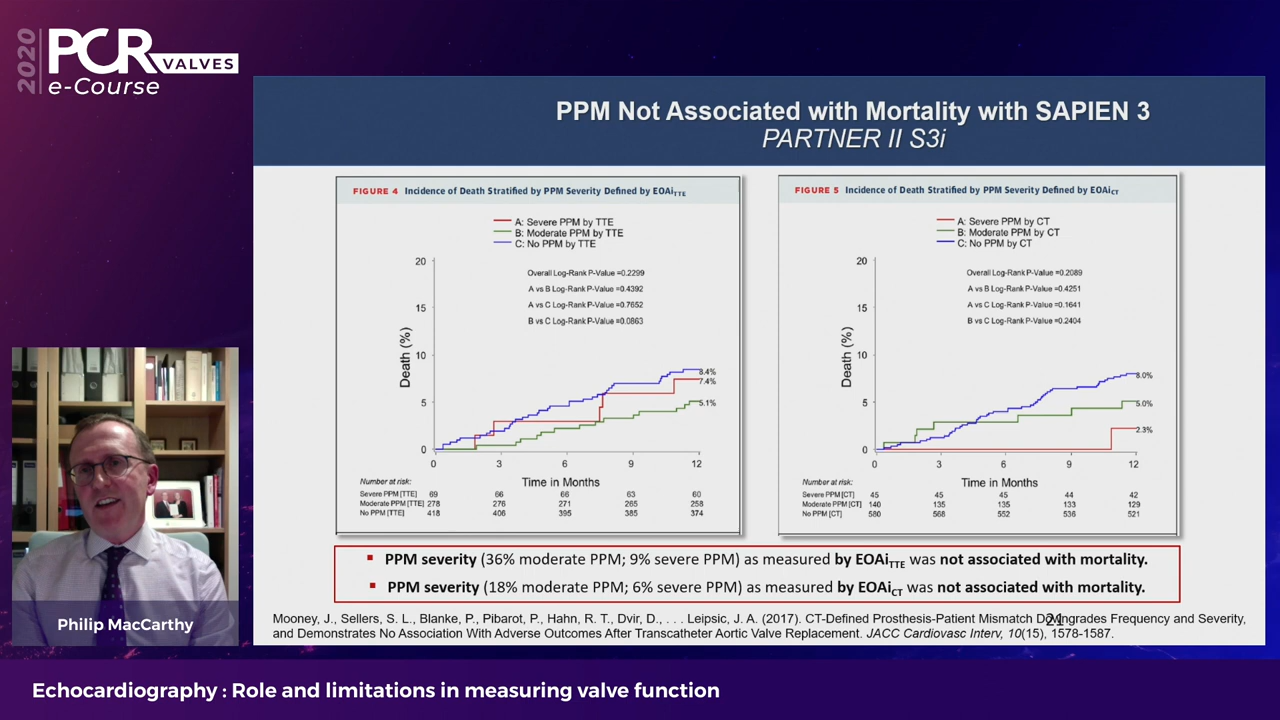 2020
PCR VALVES
e-Course
PPM Not Associated with Mortality with SAPIEN 3
PARTNER II S3i
FIGURE 4 Incidence of Death Stratified by PPM Severity Defined by EOAiTTE
A: Severe PPM by TTE
B: Moderate PPM by TTE
C: No PPM by TTE
Overall Log-Rank P-Value =0.2299
A vs B Log-Rank P-Value =0.4392
A vs C Log-Rank P-Value =0.7652
B vs C Log-Rank P-Value =0.0863
Death (%)
20
15
10
5
0
8.4%
7.4%
5.1%
0 3 6 9 12
Time in Months
Number at risk:
Severe PPM [TTE] 69 66 66 63 60
Moderate PPM [TTE] 278 276 271 265 258
No PPM [TTE] 418 406 395 385 374
FIGURE 5 Incidence of Death Stratified by PPM Severity Defined by EOAiCT
A: Severe PPM by CT
B: Moderate PPM by CT
C: No PPM by CT
Overall Log-Rank P-Value =0.2089
A vs B Log-Rank P-Value =0.4251
A vs C Log-Rank P-Value =0.1641
B vs C Log-Rank P-Value =0.2404
Death (%)
20
15
10
5
0
8.0%
5.0%
2.3%
0 3 6 9 12
Time in Months
Number at risk:
Severe PPM [CT] 45 45 45 44 42
Moderate PPM [CT] 140 135 135 133 129
No PPM [CT] 580 568 552 536 521
▪ PPM severity (36% moderate PPM; 9% severe PPM) as measured by EOAiTTE was not associated with mortality.
▪ PPM severity (18% moderate PPM; 6% severe PPM) as measured by EOAiCT was not associated with mortality.
Mooney, J., Sellers, S. L., Blanke, P., Pibarot, P., Hahn, R. T., Dvir, D., . . . Leipsic, J. A. (2017). CT-Defined Prosthesis-Patient Mismatch Downgrades Frequency and Severity,
and Demonstrates No Association With Adverse Outcomes After Transcatheter Aortic Valve Replacement. JACC Cardiovasc Interv, 10(15), 1578-1587.
21
Philip MacCarthy
Echocardiography : Role and limitations in measuring valve function